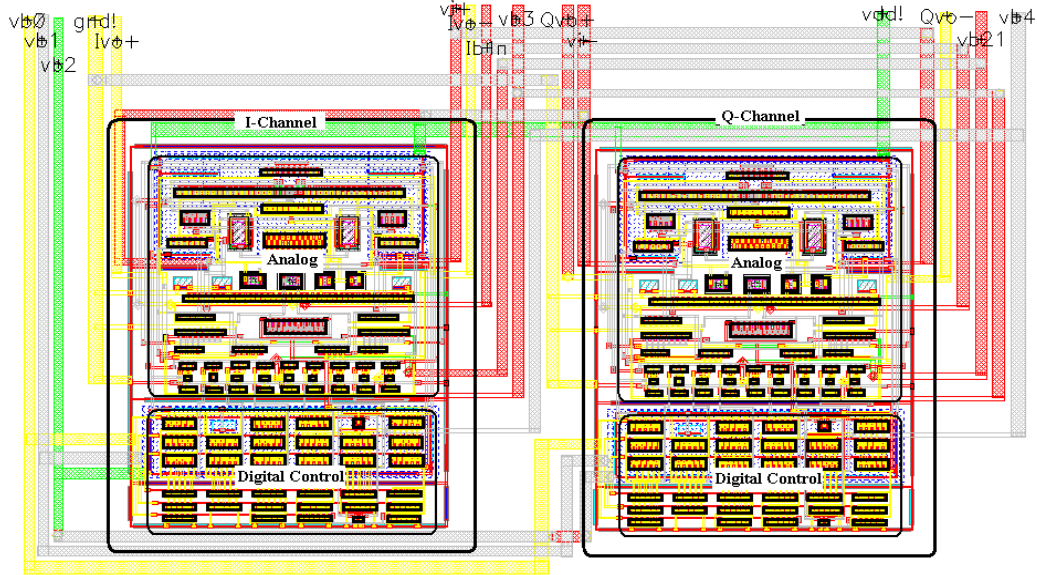 vb0 gnd! vi+ vb3 Qvo+ vdd! Qvo- vb4
vb1 Ivo+ Ivo- vi- vb21
vb2 Ibin
I-Channel Q-Channel
Analog Analog
Digital Control Digital Control